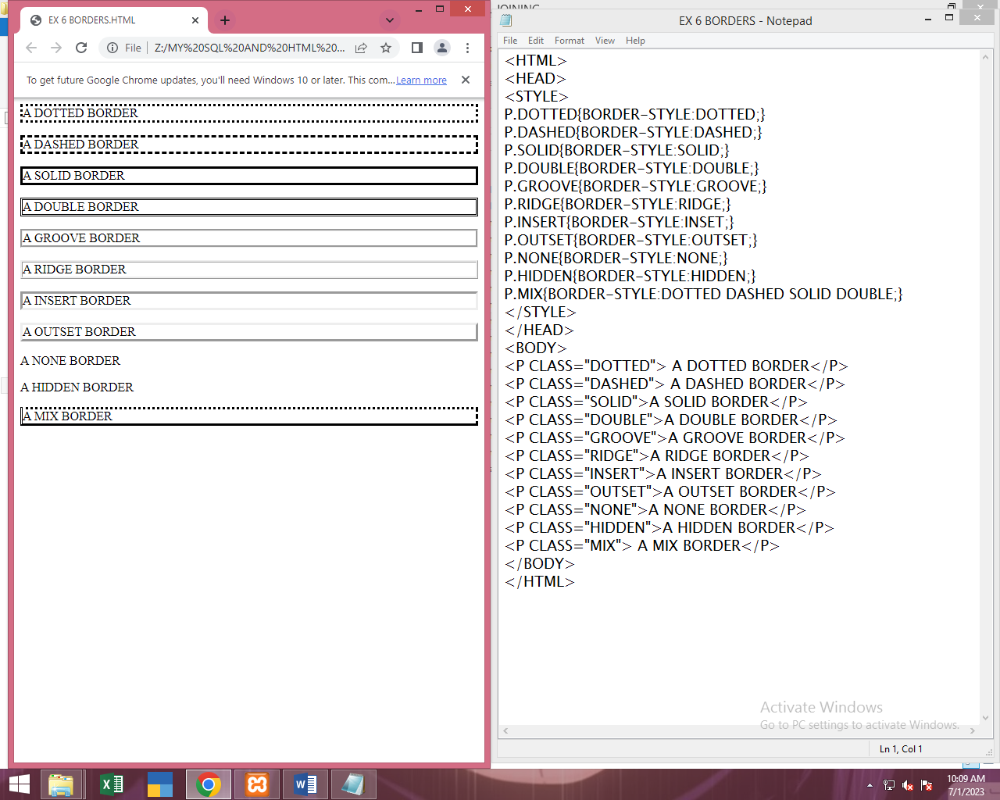 EX 6 BORDERS.HTML
File
Z:/MY%20SQL%20AND%20HTML%20...
To get future Google Chrome updates, you'll need Windows 10 or later. This com... Learn more
A DOTTED BORDER
A DASHED BORDER
A SOLID BORDER
A DOUBLE BORDER
A GROOVE BORDER
A RIDGE BORDER
A INSERT BORDER
A OUTSET BORDER
A NONE BORDER
A HIDDEN BORDER
A MIX BORDER
JOINING
EX 6 BORDERS - Notepad
File Edit Format View Help
<HTML>
<HEAD>
<STYLE>
P.DOTTED{BORDER-STYLE:DOTTED;}
P.DASHED{BORDER-STYLE:DASHED;}
P.SOLID{BORDER-STYLE:SOLID;}
P.DOUBLE{BORDER-STYLE:DOUBLE;}
P.GROOVE{BORDER-STYLE:GROOVE;}
P.RIDGE{BORDER-STYLE:RIDGE;}
P.INSERT{BORDER-STYLE:INSET;}
P.OUTSET{BORDER-STYLE:OUTSET;}
P.NONE{BORDER-STYLE:NONE;}
P.HIDDEN{BORDER-STYLE:HIDDEN;}
P.MIX{BORDER-STYLE:DOTTED DASHED SOLID DOUBLE;}
</STYLE>
</HEAD>
<BODY>
<P CLASS="DOTTED"> A DOTTED BORDER</P>
<P CLASS="DASHED"> A DASHED BORDER</P>
<P CLASS="SOLID">A SOLID BORDER</P>
<P CLASS="DOUBLE">A DOUBLE BORDER</P>
<P CLASS="GROOVE">A GROOVE BORDER</P>
<P CLASS="RIDGE">A RIDGE BORDER</P>
<P CLASS="INSERT">A INSERT BORDER</P>
<P CLASS="OUTSET">A OUTSET BORDER</P>
<P CLASS="NONE">A NONE BORDER</P>
<P CLASS="HIDDEN">A HIDDEN BORDER</P>
<P CLASS="MIX"> A MIX BORDER</P>
</BODY>
</HTML>
Activate Windows
Go to PC settings to activate Windows.
Ln 1, Col 1
10:09 AM
7/1/2023